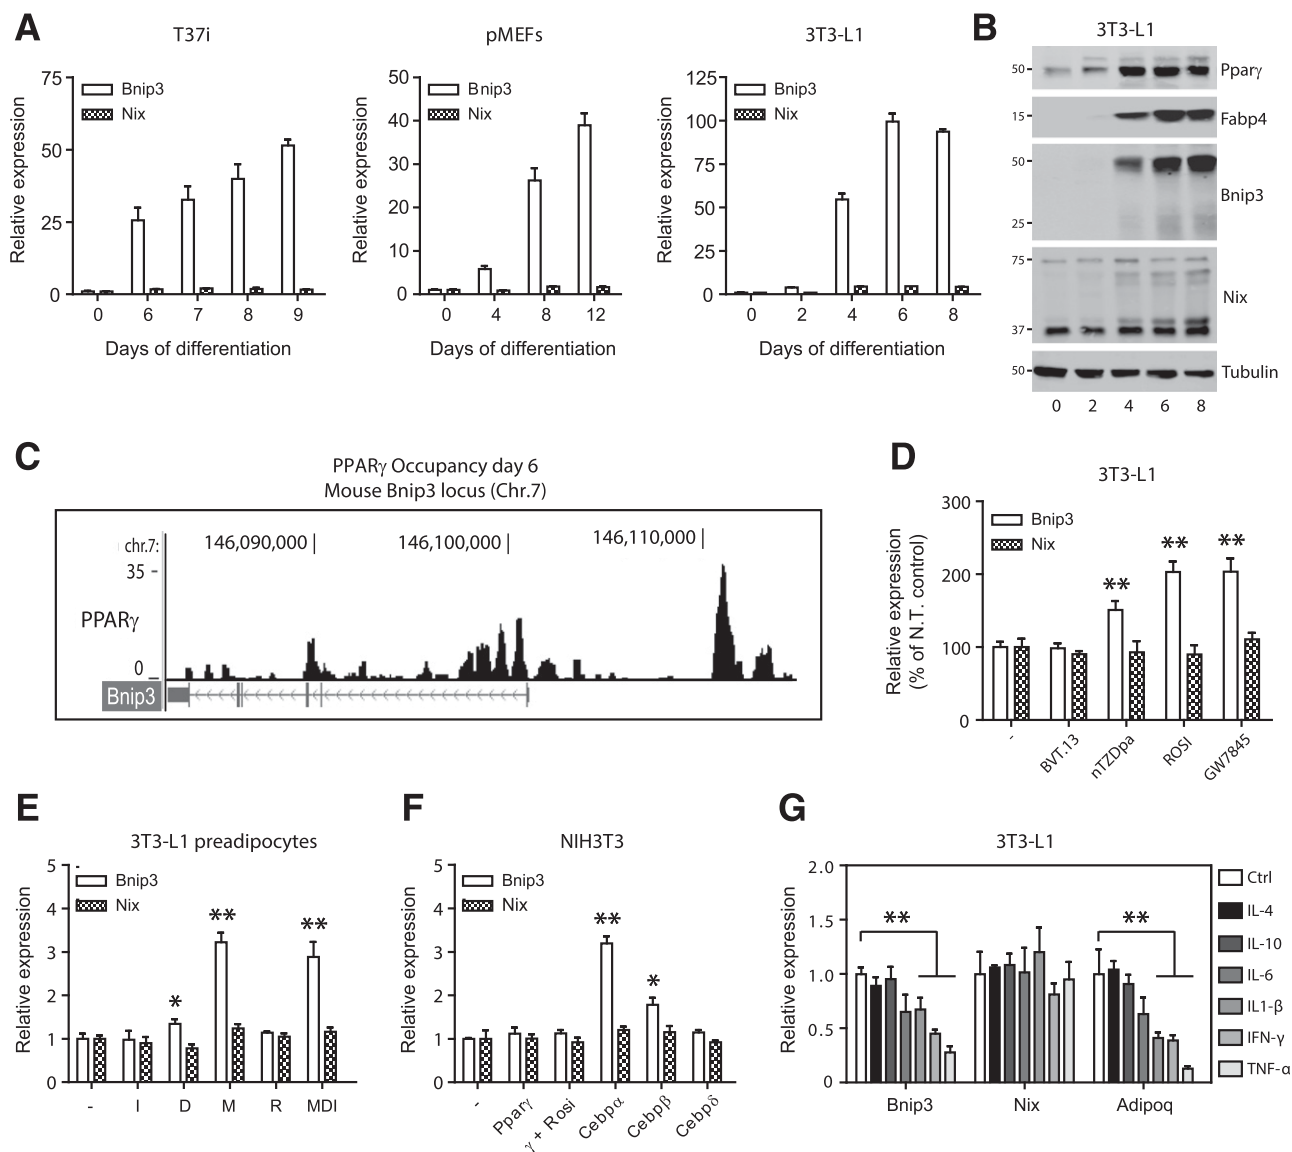 A
T37i
Relative expression
75
50
25
0
Bnip3
Nix
0 6 7 8 9
Days of differentiation
pMEFs
Relative expression
50
40
30
20
10
0
Bnip3
Nix
0 4 8 12
Days of differentiation
3T3-L1
Relative expression
125
100
75
50
25
0
Bnip3
Nix
0 2 4 6 8
Days of differentiation
B
3T3-L1
50 Pparγ
15 Fabp4
50
Bnip3
25
75
Nix
37
50 Tubulin
0 2 4 6 8
C
PPARγ Occupancy day 6
Mouse Bnip3 locus (Chr.7)
chr.7: 146,090,000 | 146,100,000 | 146,110,000 |
35
PPARγ
0
Bnip3
D
3T3-L1
Relative expression
(% of N.T. control)
300
200
100
0
Bnip3
Nix
** ** **
- BVT.13 nTZDpa ROSI GW7845
E
3T3-L1 preadipocytes
Relative expression
5
4
3
2
1
0
Bnip3
Nix
* ** **
- I D M R MDI
F
NIH3T3
Relative expression
5
4
3
2
1
0
Bnip3
Nix
** *
- Pparγ γ + Rosi Cebpα Cebpβ Cebpδ
G
3T3-L1
Relative expression
2.0
1.5
1.0
0.5
0
** **
Bnip3 Nix Adipoq
Ctrl
IL-4
IL-10
IL-6
IL1-β
IFN-γ
TNF-α